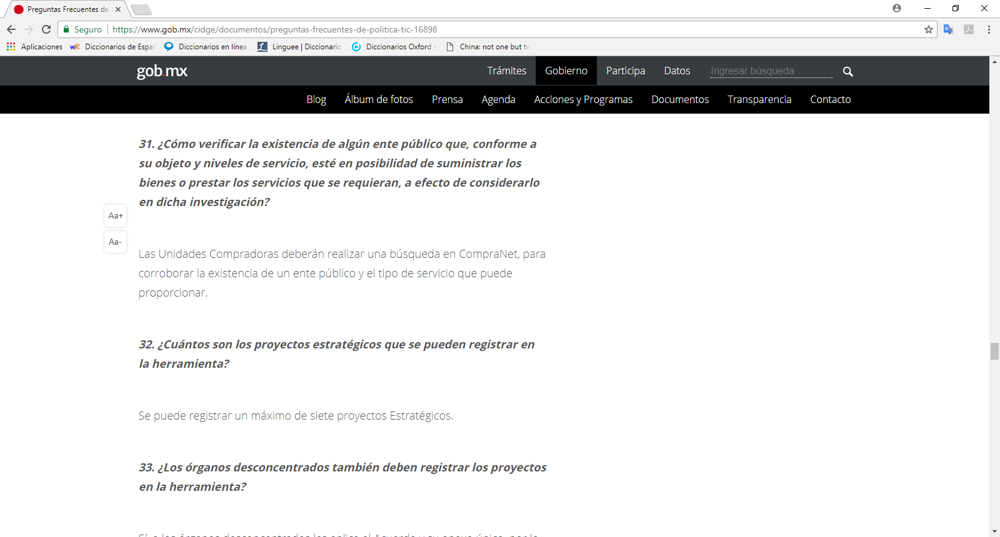 Preguntas Frecuentes de
Seguro
https://www.gob.mx/cidge/documentos/preguntas-frecuentes-de-politica-tic-16898
Aplicaciones
Diccionarios de Espa
Diccionarios en línea
Linguee | Diccionario
Diccionarios Oxford -
China: not one but tw
gob.mx
Trámites
Gobierno
Participa
Datos
Ingresar búsqueda
Blog
Álbum de fotos
Prensa
Agenda
Acciones y Programas
Documentos
Transparencia
Contacto
31. ¿Cómo verificar la existencia de algún ente público que, conforme a
su objeto y niveles de servicio, esté en posibilidad de suministrar los
bienes o prestar los servicios que se requieran, a efecto de considerarlo
en dicha investigación?
Aa+
Aa-
Las Unidades Compradoras deberán realizar una búsqueda en CompraNet, para
corroborar la existencia de un ente público y el tipo de servicio que puede
proporcionar.
32. ¿Cuántos son los proyectos estratégicos que se pueden registrar en
la herramienta?
Se puede registrar un máximo de siete proyectos Estratégicos.
33. ¿Los órganos desconcentrados también deben registrar los proyectos
en la herramienta?